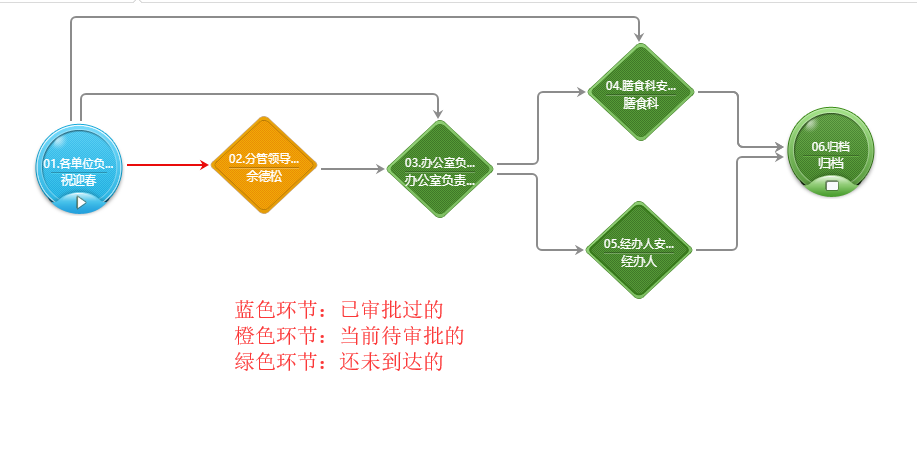 01.各单位负...
祝迎春
02.分管领导...
余德松
03.办公室负...
办公室负责...
04.膳食科安...
膳食科
05.经办人安...
经办人
06.归档
归档
蓝色环节：已审批过的
橙色环节：当前待审批的
绿色环节：还未到达的